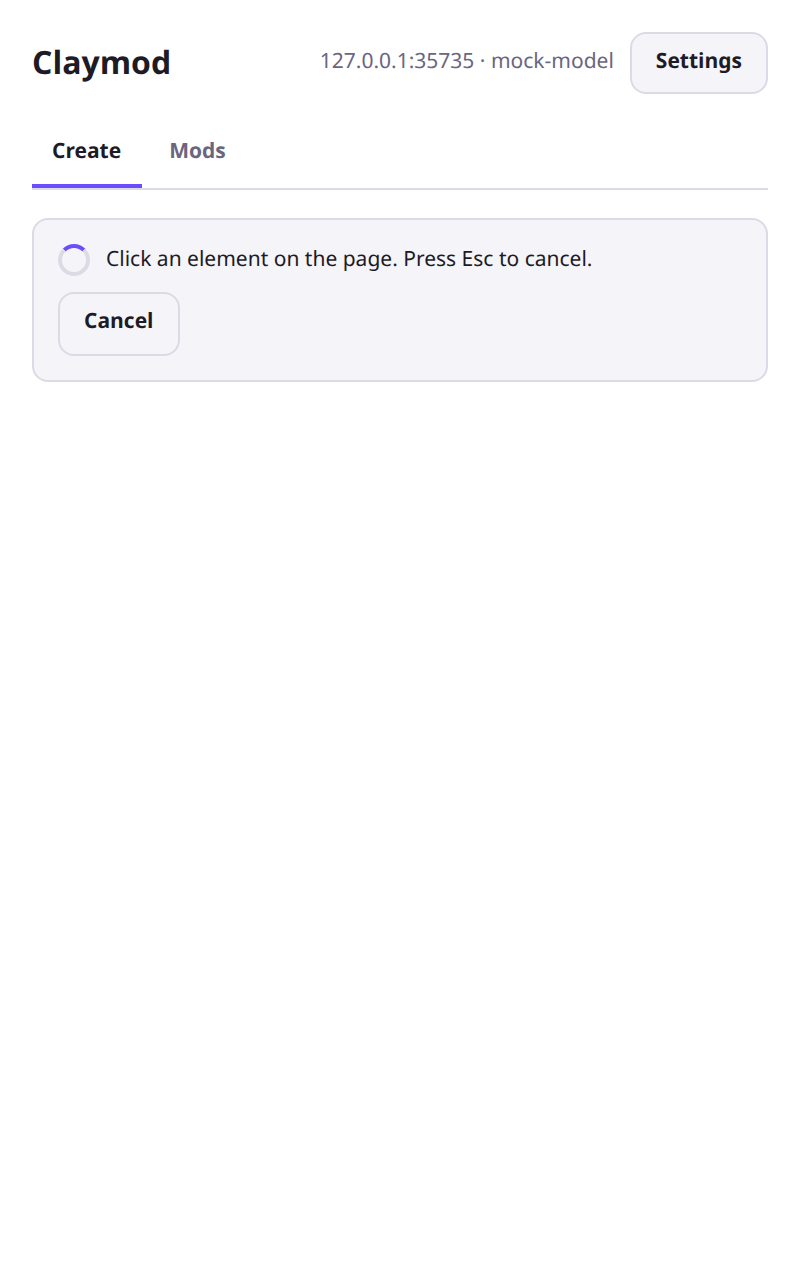 Claymod
127.0.0.1:35735 · mock-model
Settings
Create
Mods
Click an element on the page. Press Esc to cancel.
Cancel